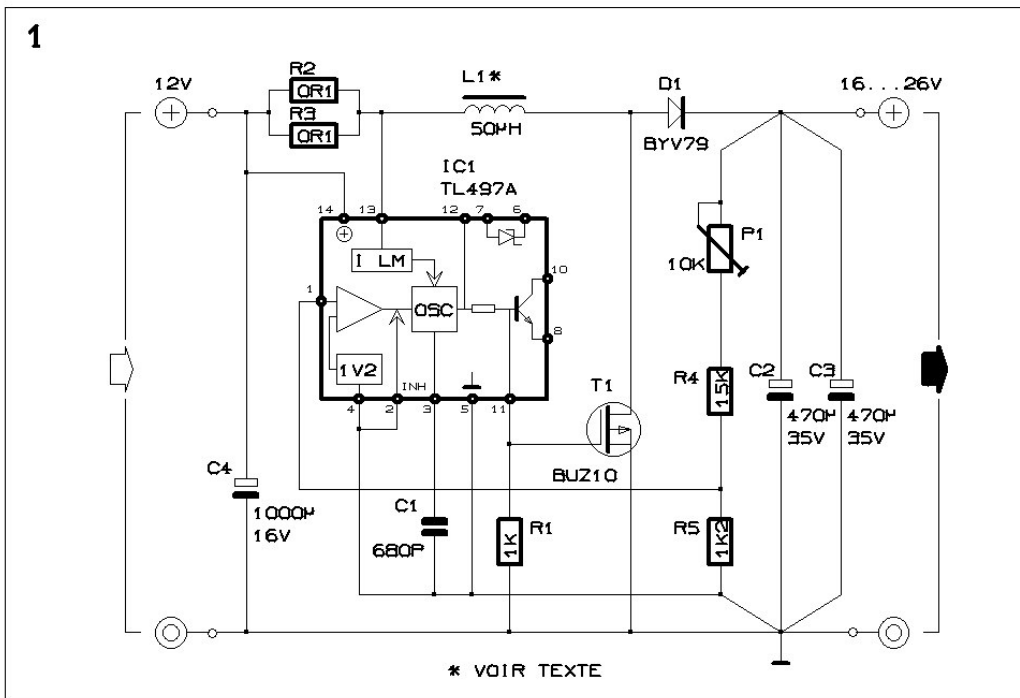 1
12V
R2
0R1
R3
0R1
L1*
50µH
D1
BYV79
16...26V
IC1
TL497A
14
13
12
7
6
I LM
10
P1
10K
1
OSC
8
1V2
INH
4
2
3
5
11
T1
BUZ10
R4
15K
C2
470µ
35V
C3
470µ
35V
C4
1000µ
16V
C1
680P
R1
1K
R5
1K2
* VOIR TEXTE